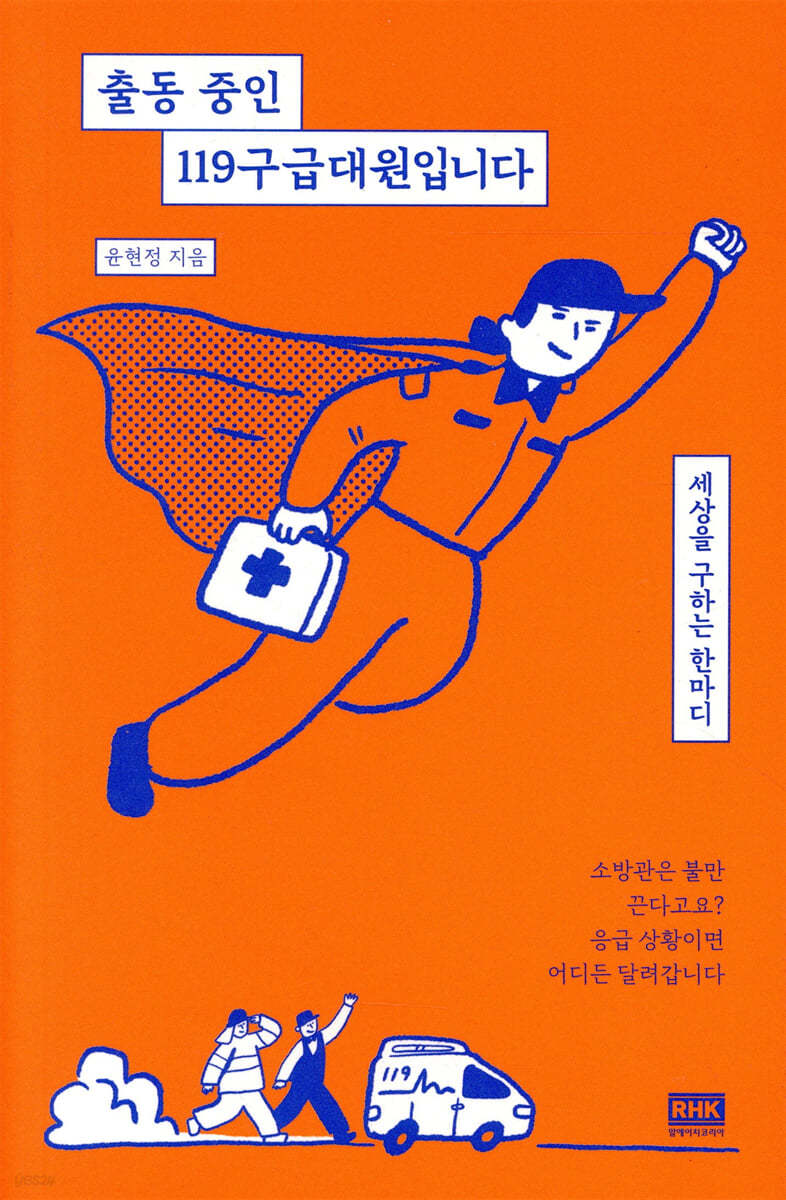 출동 중인
119구급대원입니다
윤현정 지음
세상을 구하는 한마디
소방관은 불만
끈다고요?
응급 상황이면
어디든 달려갑니다
119
RHK
알에이치코리아
yes24